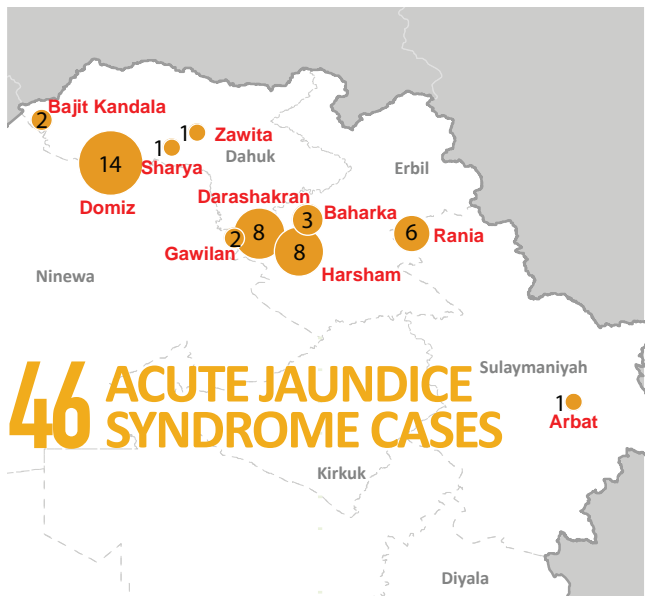 Bajit Kandala
2
1
Zawita
1
Sharya
Dahuk
14
Domiz
Erbil
Darashakran
8
3
Baharka
6
Rania
2
Gawilan
8
Harsham
Ninewa
46 ACUTE JAUNDICE
SYNDROME CASES
Sulaymaniyah
1
Arbat
Kirkuk
Diyala